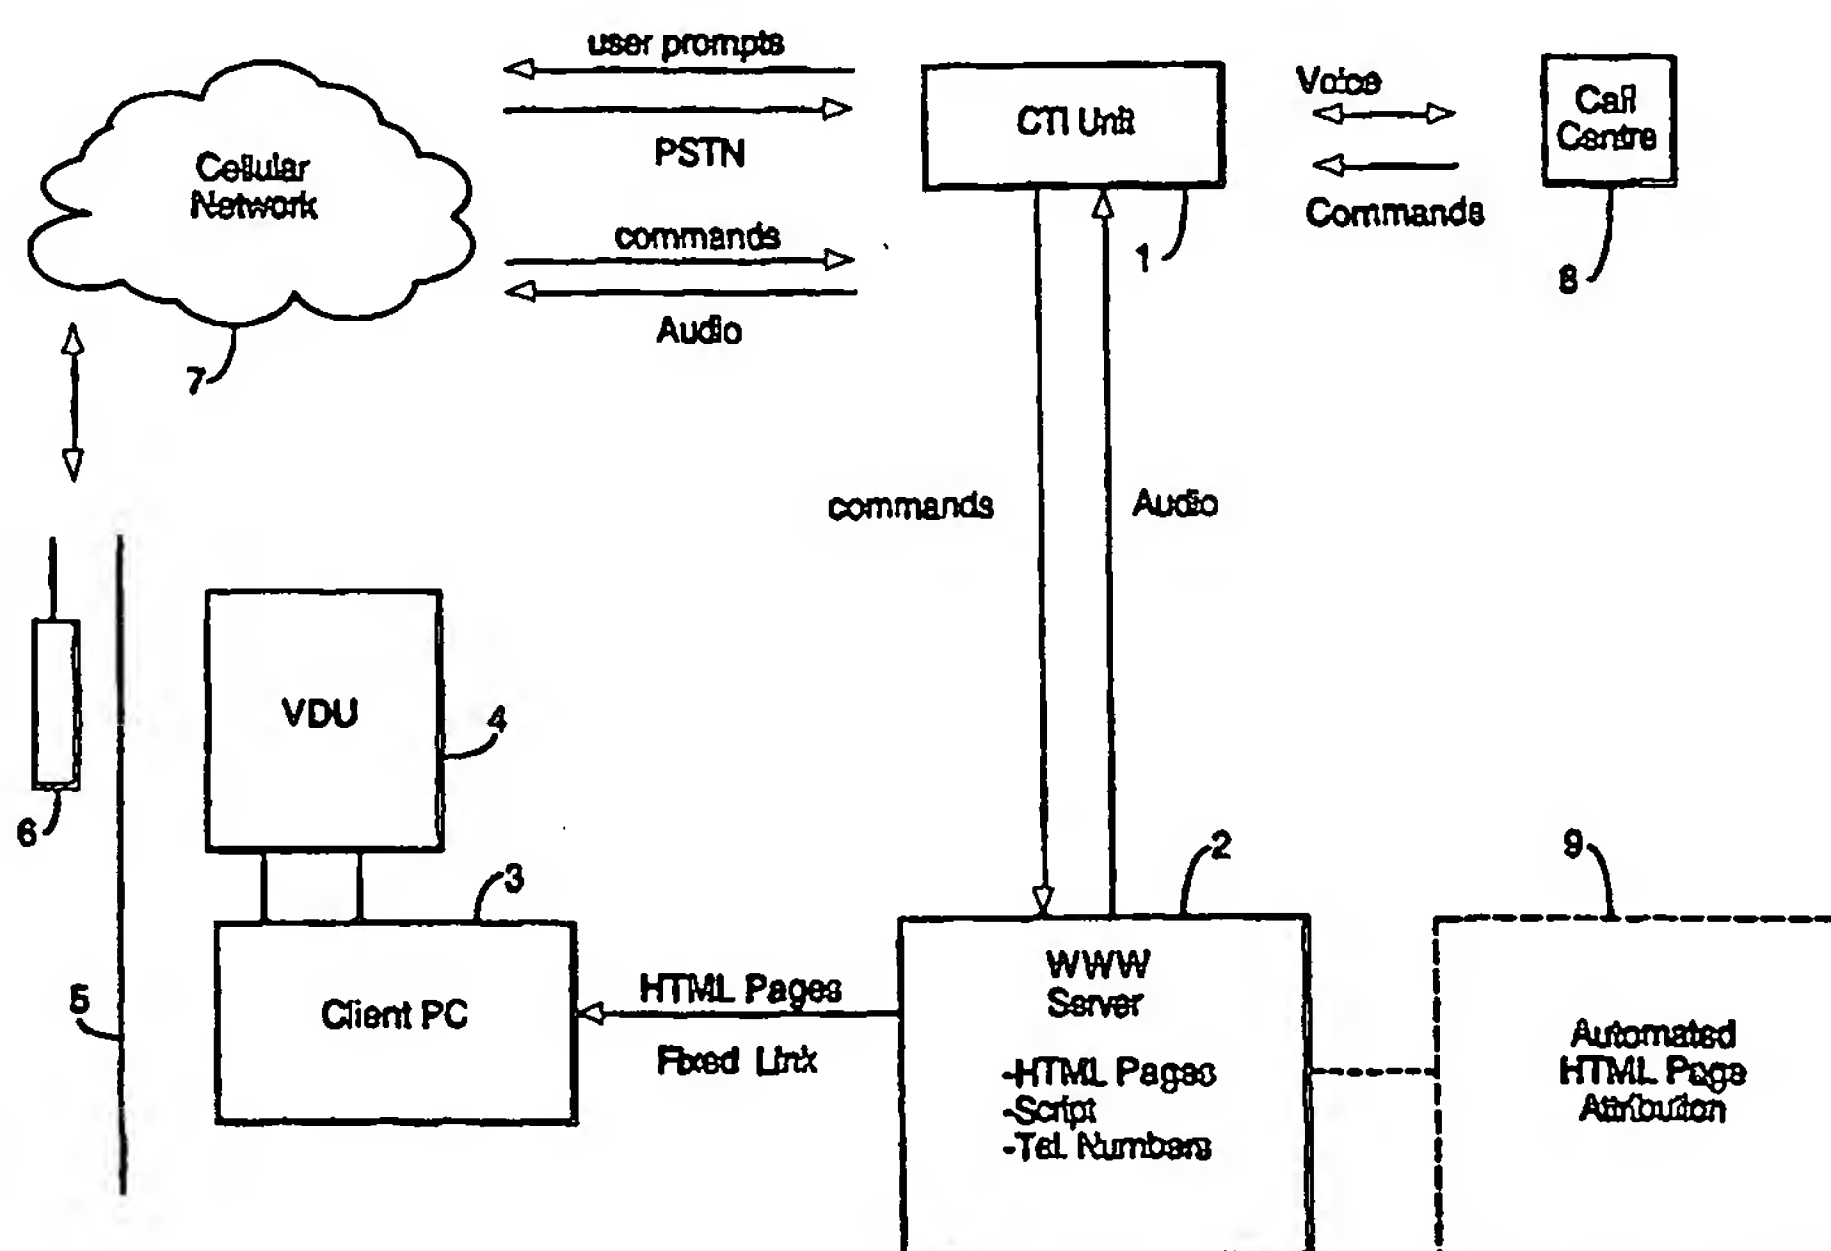 user prompts
PSTN
Cellular
Network
commands
Audio
7
CTI Unit
1
Voice
Commands
Call
Centre
8
commands
Audio
6
5
VDU
4
3
Client PC
HTML Pages
Fixed Link
2
WWW
Server
-HTML Pages
-Script
-Tel. Numbers
9
Automated
HTML Page
Attribution